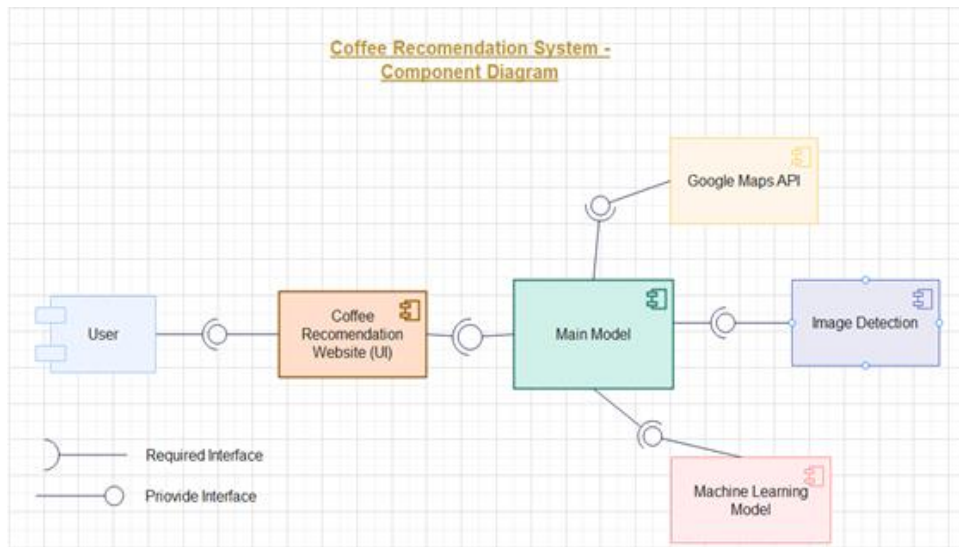 Coffee Recomendation System -
Component Diagram
Google Maps API
User
Coffee
Recomendation
Website (UI)
Main Model
Image Detection
Required Interface
Priovide Interface
Machine Learning
Model